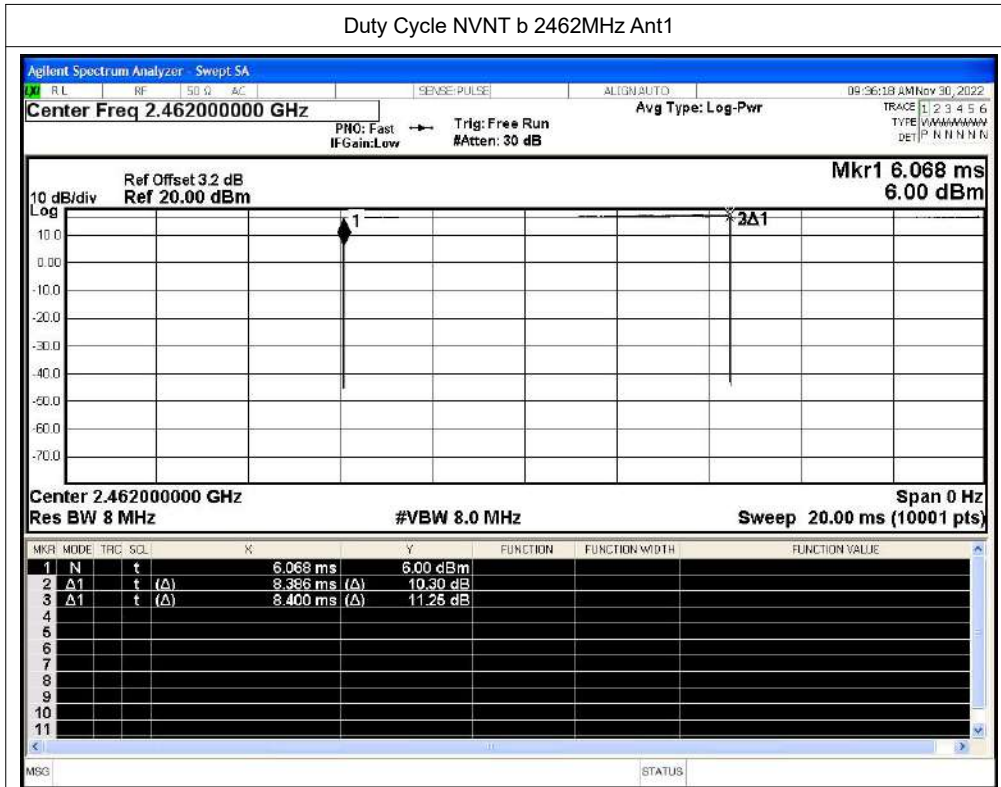 Duty Cycle NVNT b 2462MHz Ant1
Agilent Spectrum Analyzer - Swept SA
LXI RL RF 50 Ω AC SENSE:PULSE ALIGNAUTO 09:36:18 AM Nov 30, 2022
Center Freq 2.462000000 GHz Avg Type: Log-Pwr TRACE 1 2 3 4 5 6
PNO: Fast Trig: Free Run TYPE
IFGain:Low #Atten: 30 dB DET P N N N N N
Mkr1 6.068 ms
Ref Offset 3.2 dB
10 dB/div Ref 20.00 dBm 6.00 dBm
Log
1 3Δ1
10.0
0.00
-10.0
-20.0
-30.0
-40.0
-50.0
-60.0
-70.0
Center 2.462000000 GHz Span 0 Hz
Res BW 8 MHz #VBW 8.0 MHz Sweep 20.00 ms (10001 pts)
MKR MODE TRC SCL X Y FUNCTION FUNCTION WIDTH FUNCTION VALUE
1 N t 6.068 ms 6.00 dBm
2 Δ1 t (Δ) 8.386 ms (Δ) 10.30 dB
3 Δ1 t (Δ) 8.400 ms (Δ) 11.25 dB
4
5
6
7
8
9
10
11
MSG STATUS